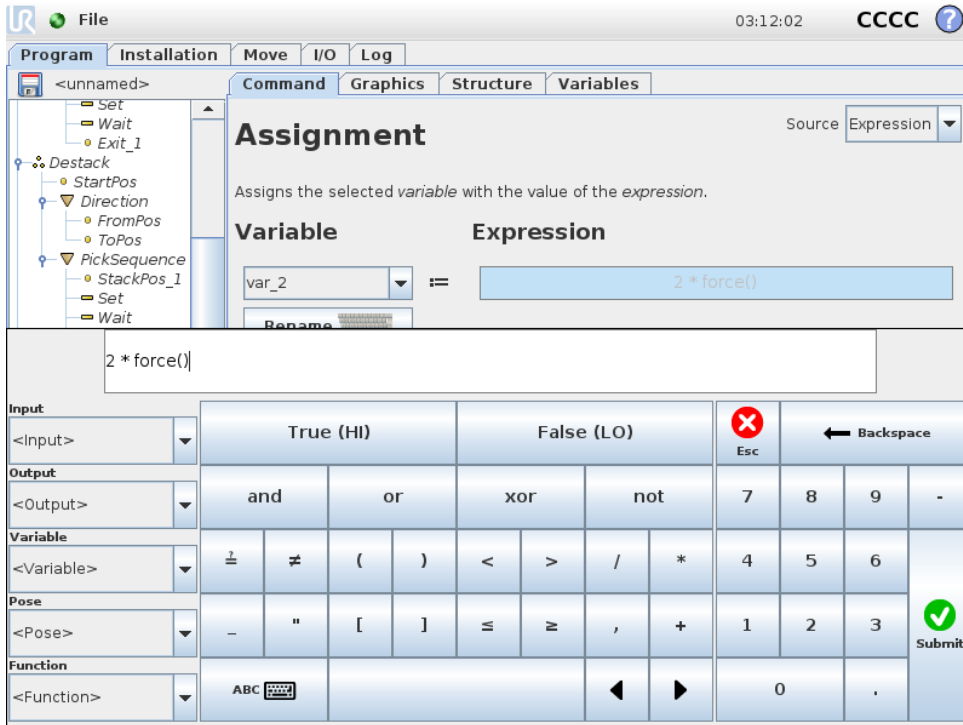 UR File 03:12:02 CCCC ?
Program Installation Move I/O Log
<unnamed> Command Graphics Structure Variables
Set
Wait
Exit_1
Destack
StartPos
Direction
FromPos
ToPos
PickSequence
StackPos_1
Set
Wait
Assignment
Source Expression
Assigns the selected variable with the value of the expression.
Variable Expression
var_2 := 2 * force()
Rename
2 * force()
Input
<Input>
Output
<Output>
Variable
<Variable>
Pose
<Pose>
Function
<Function>
True (HI) False (LO) Esc Backspace
and or xor not 7 8 9 -
≟ ≠ ( ) < > / * 4 5 6
_ " [ ] ≤ ≥ , + 1 2 3 Submit
ABC 0 .